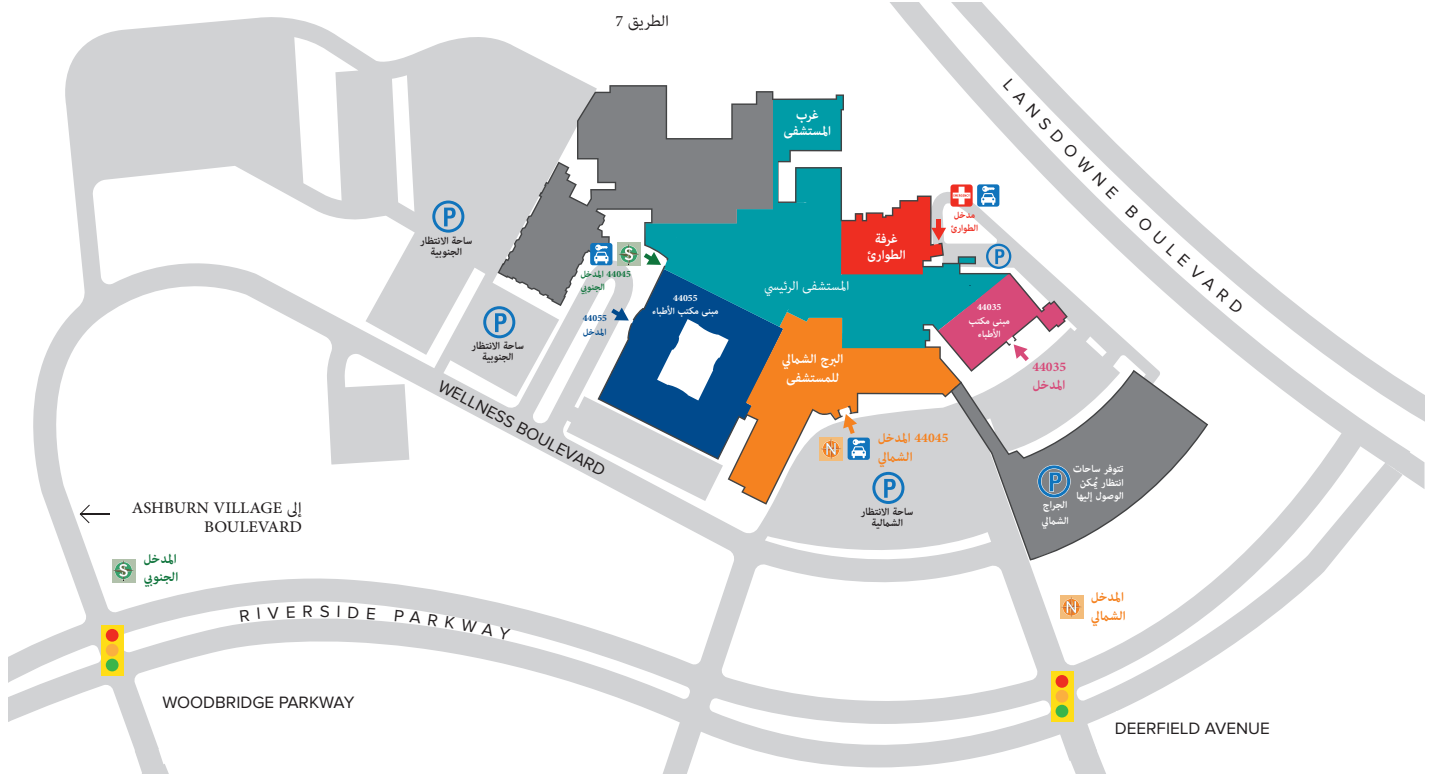 الطريق 7
LANSDOWNE BOULEVARD
غرب
المستشفى
مدخل
الطوارئ
غرفة
الطوارئ
P
P
ساحة الانتظار
الجنوبية
S
44045 المدخل
الجنوبي
المستشفى الرئيسي
44055
مبنى مكتب الأطباء
44055
المدخل
44035
مبنى مكتب
الأطباء
P
ساحة الانتظار
الجنوبية
البرج الشمالي
للمستشفى
44035
المدخل
WELLNESS BOULEVARD
44045 المدخل
الشمالي
N
P
ساحة الانتظار
الشمالية
تتوفر ساحات
انتظار يُمكن
الوصول إليها
P
الجراج
الشمالي
إلى ASHBURN VILLAGE
BOULEVARD
المدخل
الجنوبي
S
المدخل
الشمالي
N
RIVERSIDE PARKWAY
WOODBRIDGE PARKWAY
DEERFIELD AVENUE